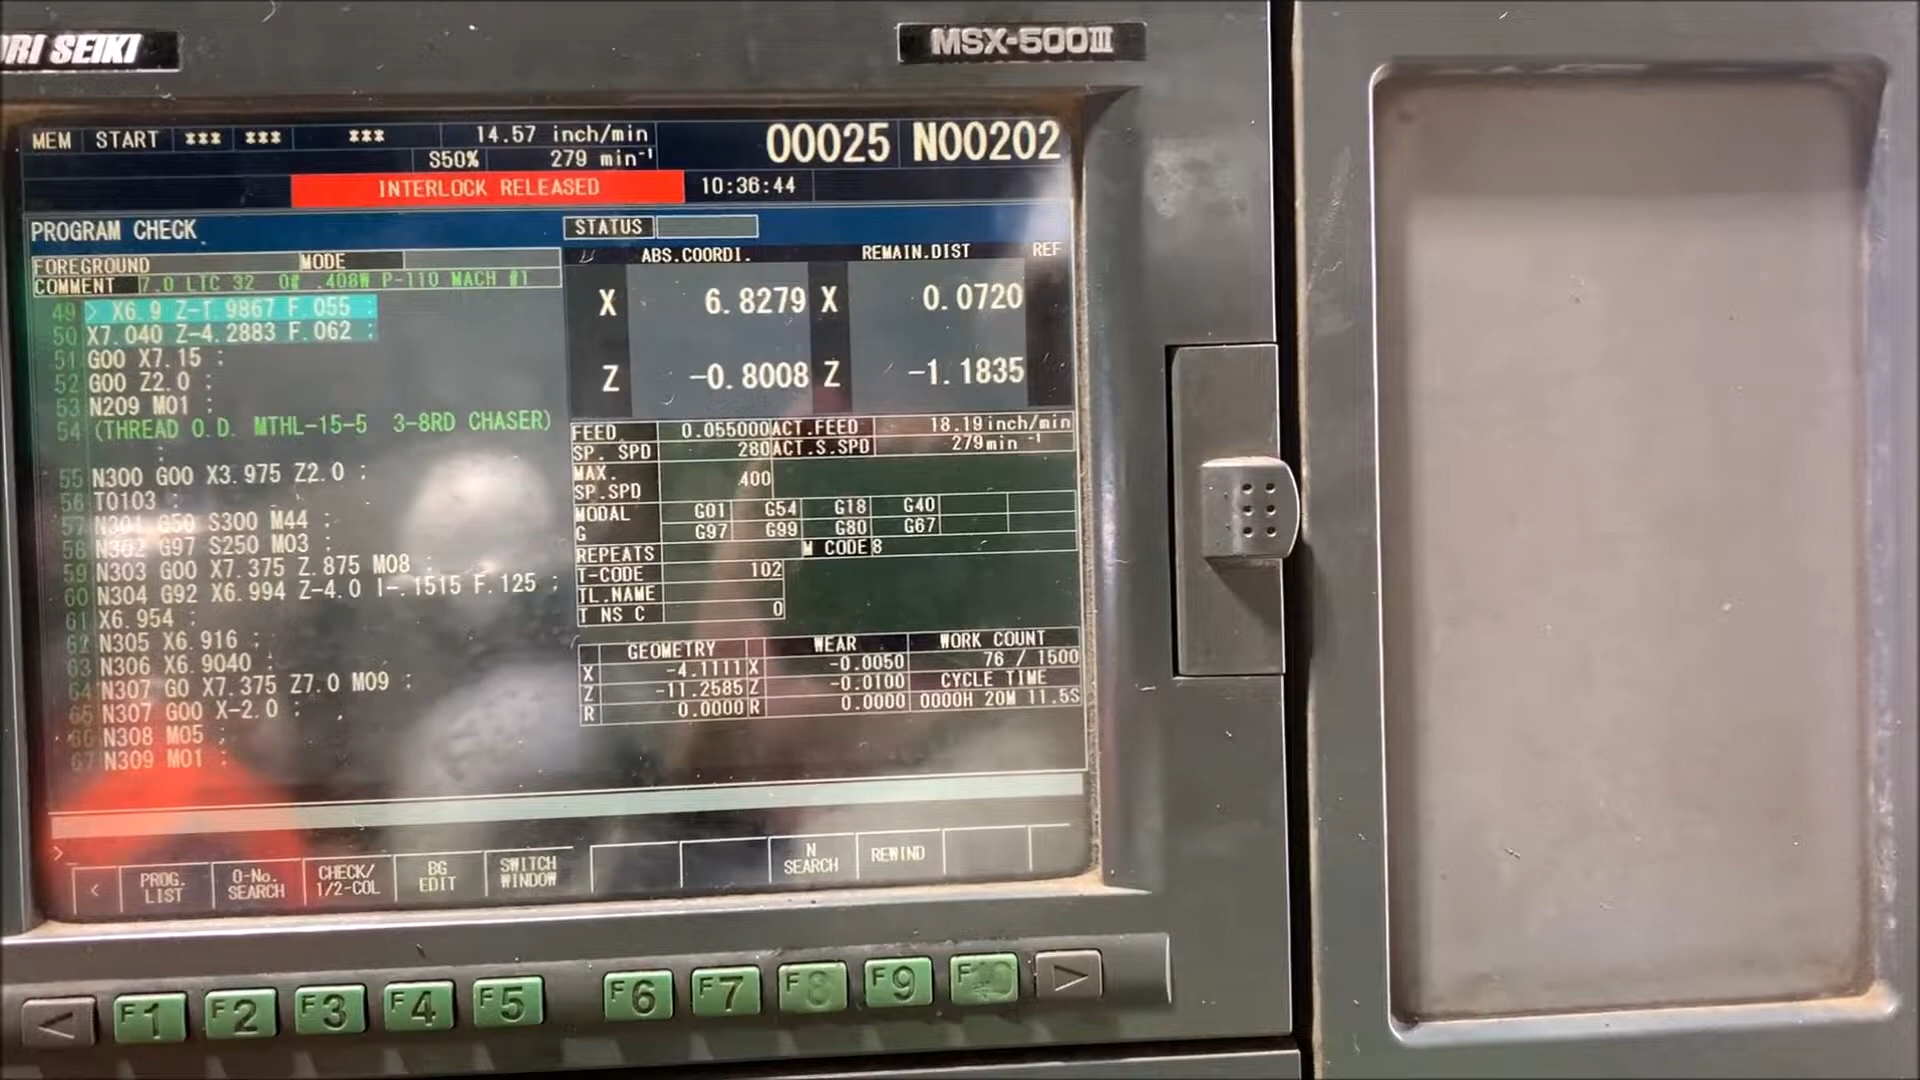 ORI SEIKI
MSX-500III
MEM START *** *** *** 14.57 inch/min
S50% 279 min-1
O0025 N00202
INTERLOCK RELEASED 10:36:44
PROGRAM CHECK
STATUS
FOREGROUND MODE
COMMENT 7.0 LTC 32 0# .408W P-110 MACH #1
49 > X6.9 Z-1.9867 F.055 ;
50 X7.040 Z-4.2883 F.062 ;
51 G00 X7.15 ;
52 G00 Z2.0 ;
53 N209 M01 ;
54 (THREAD O.D. MTHL-15-5 3-8RD CHASER)
;
55 N300 G00 X3.975 Z2.0 ;
56 T0103 ;
57 N301 G50 S300 M44 ;
58 N302 G97 S250 M03 ;
59 N303 G00 X7.375 Z.875 M08 ;
60 N304 G92 X6.994 Z-4.0 I-.1515 F.125 ;
61 X6.954 ;
62 N305 X6.916 ;
63 N306 X6.9040 ;
64 N307 G0 X7.375 Z7.0 M09 ;
65 N307 G00 X-2.0 ;
66 N308 M05 ;
67 N309 M01 ;
ABS.COORDI. REMAIN.DIST REF
X 6.8279 X 0.0720
Z -0.8008 Z -1.1835
FEED 0.055000 ACT.FEED 18.19 inch/min
SP. SPD 280 ACT.S.SPD 279 min -1
MAX.
SP.SPD 400
MODAL G01 G54 G18 G40
G G97 G99 G80 G67
REPEATS M CODE 8
T-CODE 102
TL.NAME
T NS C 0
GEOMETRY WEAR WORK COUNT
X -4.1111 X -0.0050 76 / 1500
Z -11.2585 Z -0.0100 CYCLE TIME
R 0.0000 R 0.0000 0000H 20M 11.5S
>_
<
PROG.
LIST
O-No.
SEARCH
CHECK/
1/2-COL
BG
EDIT
SWITCH
WINDOW
N
SEARCH
REWIND
F1 F2 F3 F4 F5 F6 F7 F8 F9 F10